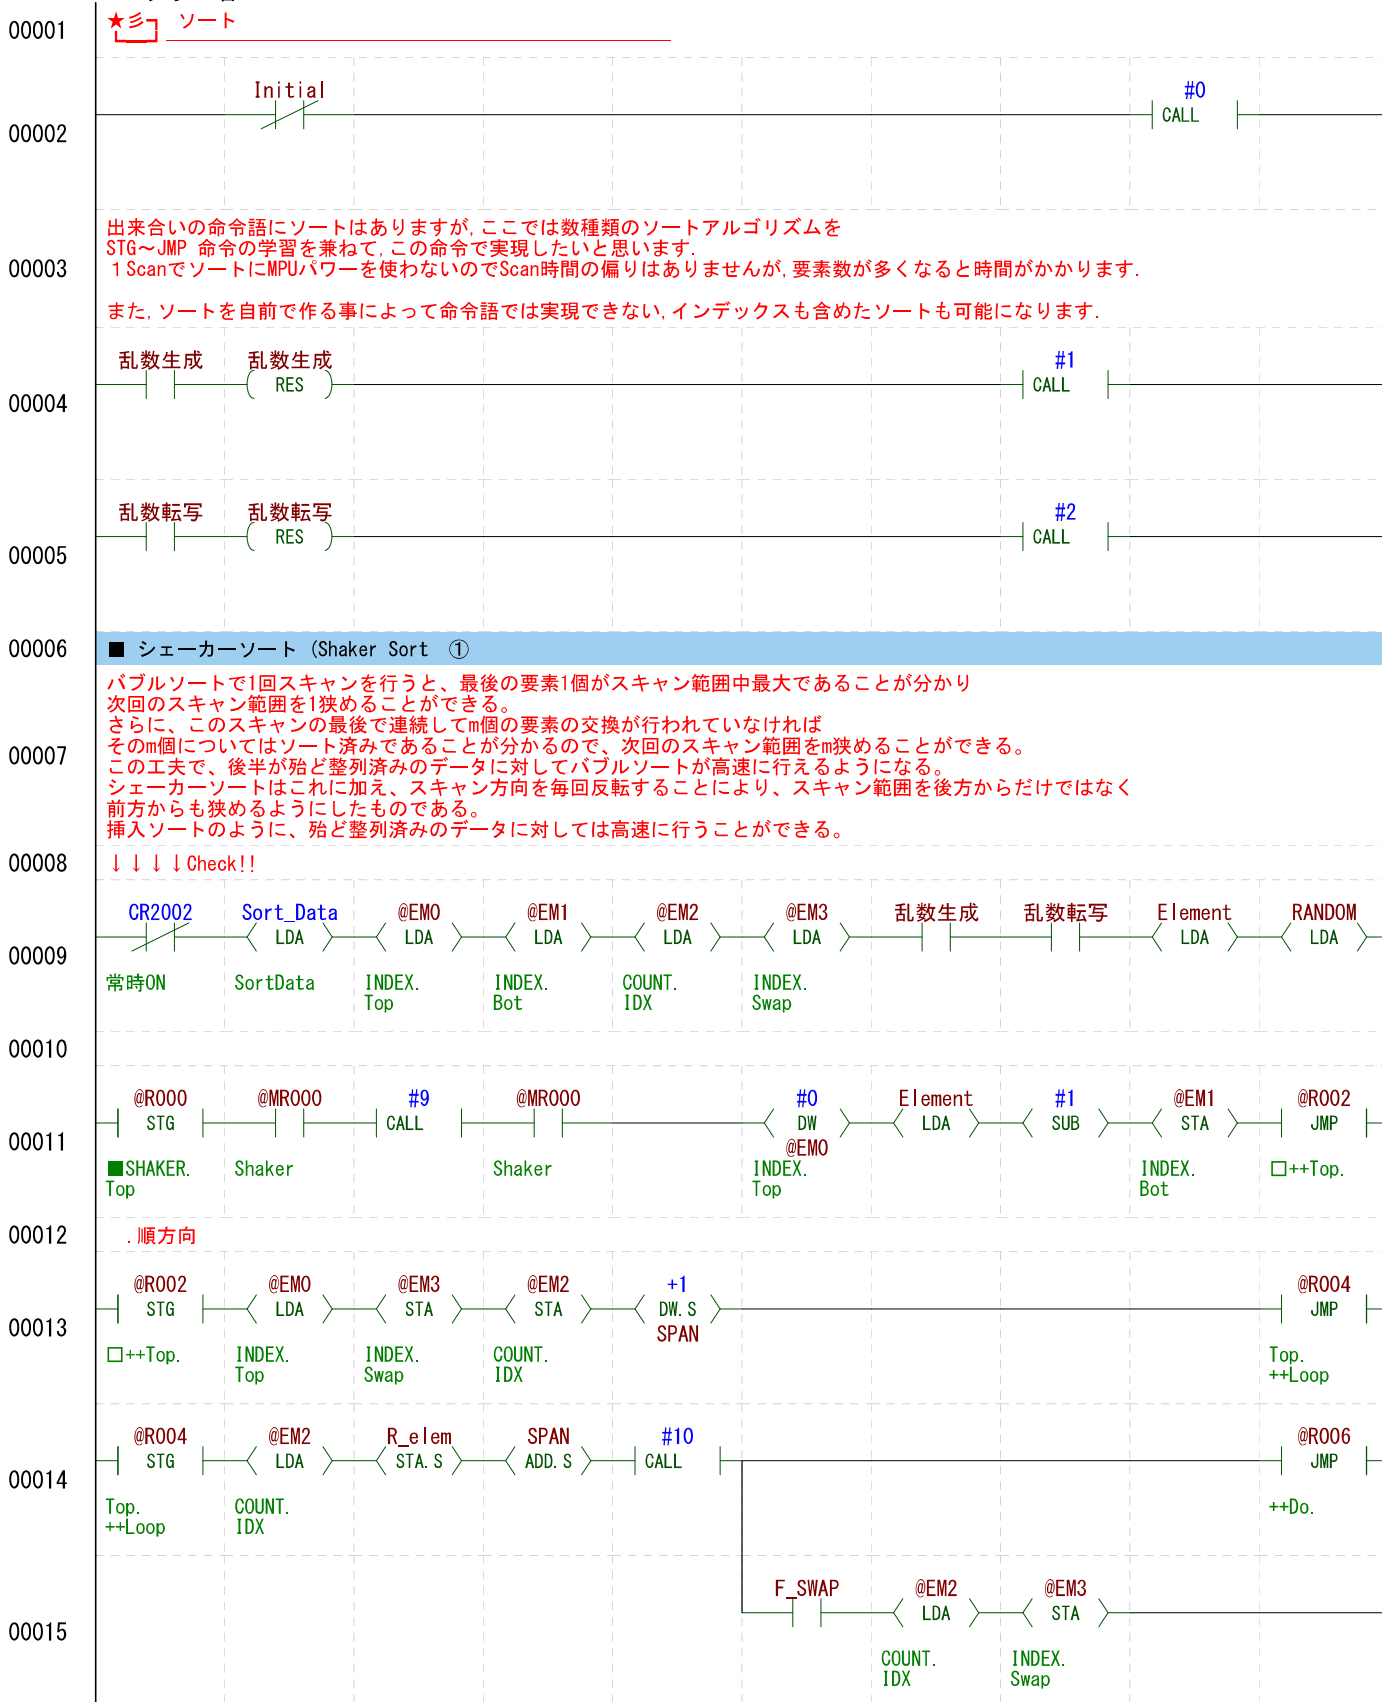 00001
★彡 ソート
Initial #0
CALL
00002
出来合いの命令語にソートはありますが,ここでは数種類のソートアルゴリズムを
STG～JMP 命令の学習を兼ねて,この命令で実現したいと思います.
00003
１ScanでソートにMPUパワーを使わないのでScan時間の偏りはありませんが,要素数が多くなると時間がかかります.
また,ソートを自前で作る事によって命令語では実現できない,インデックスも含めたソートも可能になります.
乱数生成 乱数生成 #1
RES CALL
00004
乱数転写 乱数転写 #2
RES CALL
00005
00006 ■ シェーカーソート (Shaker Sort ①
バブルソートで1回スキャンを行うと、最後の要素1個がスキャン範囲中最大であることが分かり
次回のスキャン範囲を1狭めることができる。
さらに、このスキャンの最後で連続してm個の要素の交換が行われていなければ
そのm個についてはソート済みであることが分かるので、次回のスキャン範囲をm狭めることができる。
00007
この工夫で、後半が殆ど整列済みのデータに対してバブルソートが高速に行えるようになる。
シェーカーソートはこれに加え、スキャン方向を毎回反転することにより、スキャン範囲を後方からだけではなく
前方からも狭めるようにしたものである。
挿入ソートのように、殆ど整列済みのデータに対しては高速に行うことができる。
00008 ↓↓↓↓Check!!
CR2002 Sort_Data @EM0 @EM1 @EM2 @EM3 乱数生成 乱数転写 Element RANDOM
LDA LDA LDA LDA LDA LDA LDA
00009
常時ON SortData INDEX. INDEX. COUNT. INDEX.
Top Bot IDX Swap
00010
@R000 @MR000 #9 @MR000 #0 Element #1 @EM1 @R002
STG CALL DW LDA SUB STA JMP
00011 @EM0
■SHAKER. Shaker Shaker INDEX. INDEX. □++Top.
Top Top Bot
00012 .順方向
@R002 @EM0 @EM3 @EM2 +1 @R004
STG LDA STA STA DW.S JMP
00013 SPAN
□++Top. INDEX. INDEX. COUNT. Top.
Top Swap IDX ++Loop
@R004 @EM2 R_elem SPAN #10 @R006
STG LDA STA.S ADD.S CALL JMP
00014
Top. COUNT. ++Do.
++Loop IDX
F_SWAP @EM2 @EM3
LDA STA
00015
COUNT. INDEX.
IDX Swap